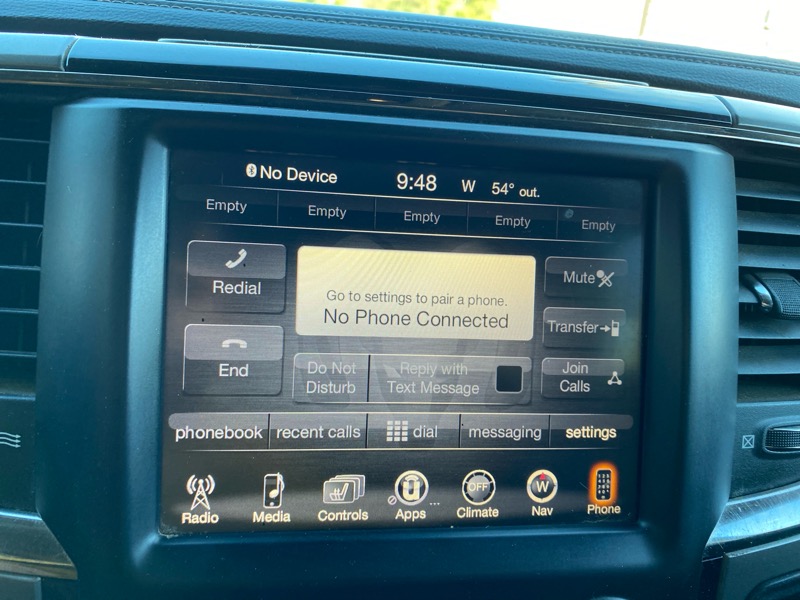 No Device 9:48 W 54° out.
Empty Empty Empty Empty Empty
Redial
Go to settings to pair a phone.
No Phone Connected
Mute
Transfer
End
Do Not
Disturb
Reply with
Text Message
Join
Calls
phonebook recent calls dial messaging settings
OFF W
Radio Media Controls Apps ... Climate Nav Phone